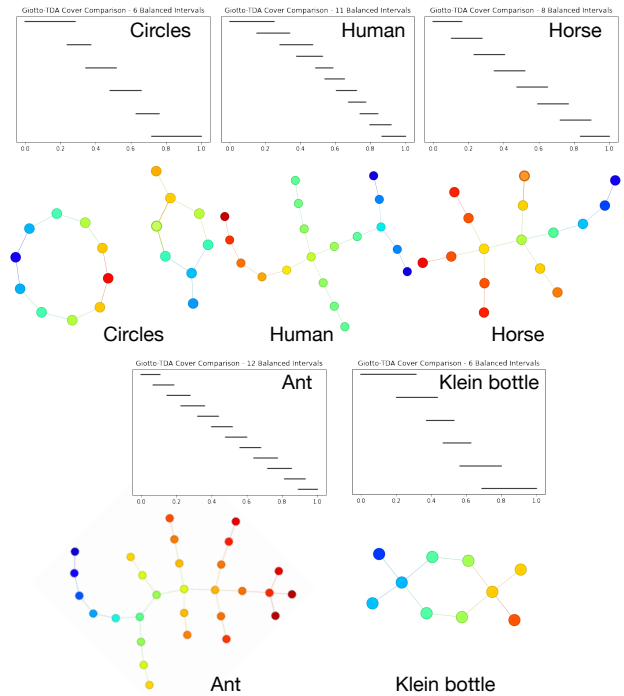 Giotto-TDA Cover Comparison - 6 Balanced Intervals
Giotto-TDA Cover Comparison - 11 Balanced Intervals
Giotto-TDA Cover Comparison - 8 Balanced Intervals
Circles
Human
Horse
0.0 0.2 0.4 0.6 0.8 1.0
0.0 0.2 0.4 0.6 0.8 1.0
0.0 0.2 0.4 0.6 0.8 1.0
Circles
Human
Horse
Giotto-TDA Cover Comparison - 12 Balanced Intervals
Giotto-TDA Cover Comparison - 6 Balanced Intervals
Ant
Klein bottle
0.0 0.2 0.4 0.6 0.8 1.0
0.0 0.2 0.4 0.6 0.8 1.0
Ant
Klein bottle